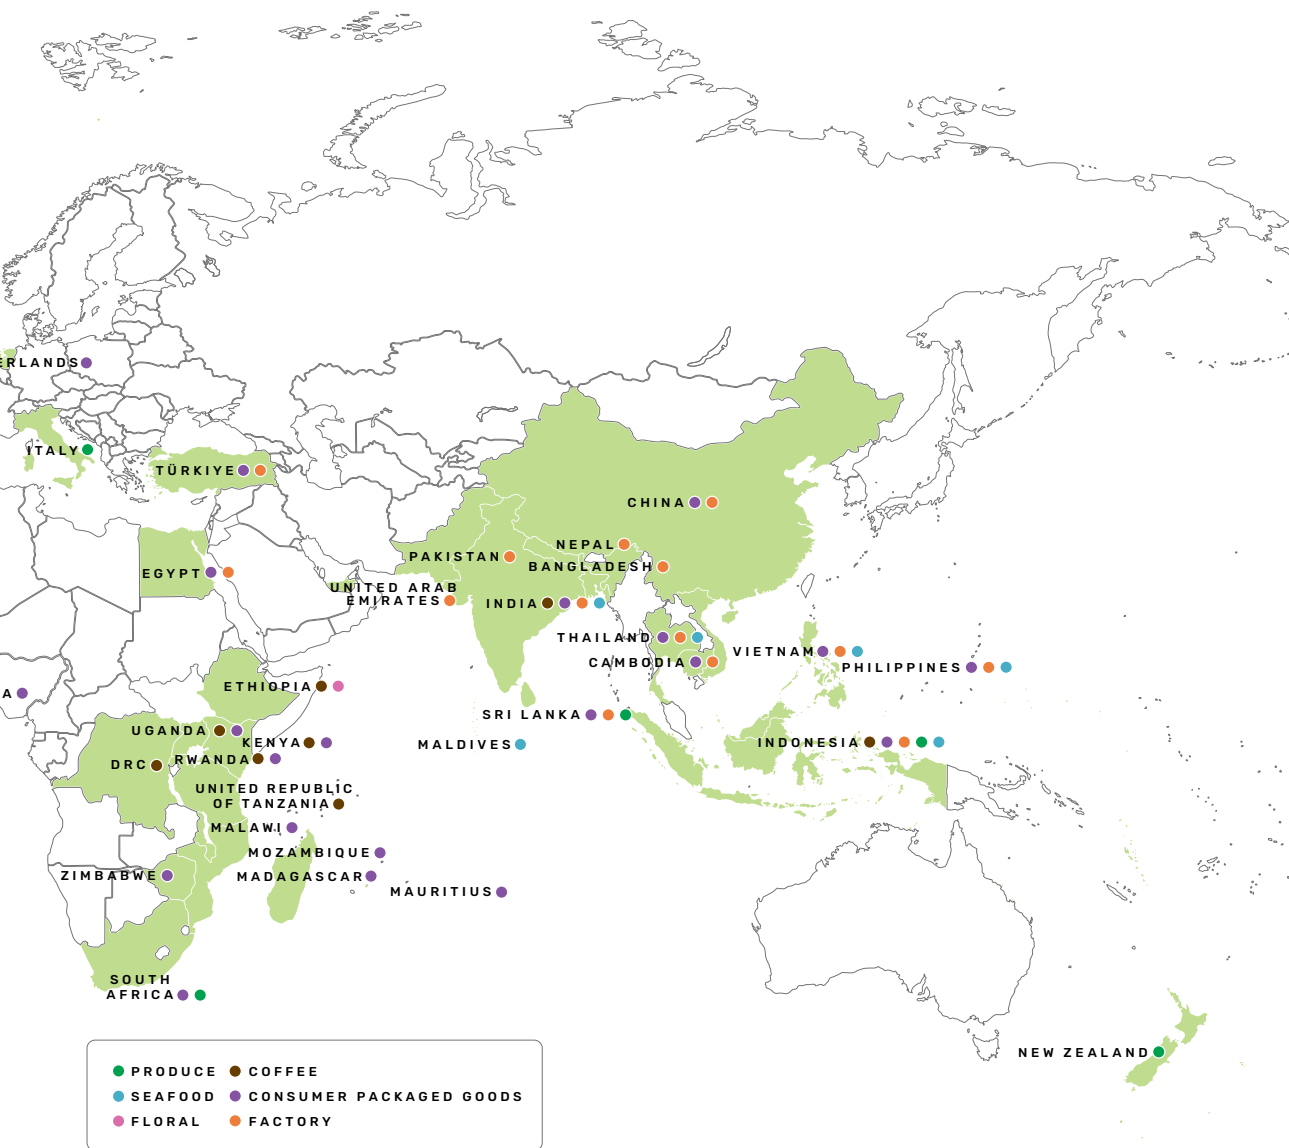 ERLANDS
ITALY
TÜRKIYE
CHINA
NEPAL
PAKISTAN
BANGLADESH
EGYPT
UNITED ARAB
EMIRATES
INDIA
THAILAND
VIETNAM
CAMBODIA
PHILIPPINES
ETHIOPIA
A
SRI LANKA
UGANDA
KENYA
MALDIVES
INDONESIA
RWANDA
DRC
UNITED REPUBLIC
OF TANZANIA
MALAWI
MOZAMBIQUE
ZIMBABWE
MADAGASCAR
MAURITIUS
SOUTH
AFRICA
NEW ZEALAND
PRODUCE
COFFEE
SEAFOOD
CONSUMER PACKAGED GOODS
FLORAL
FACTORY